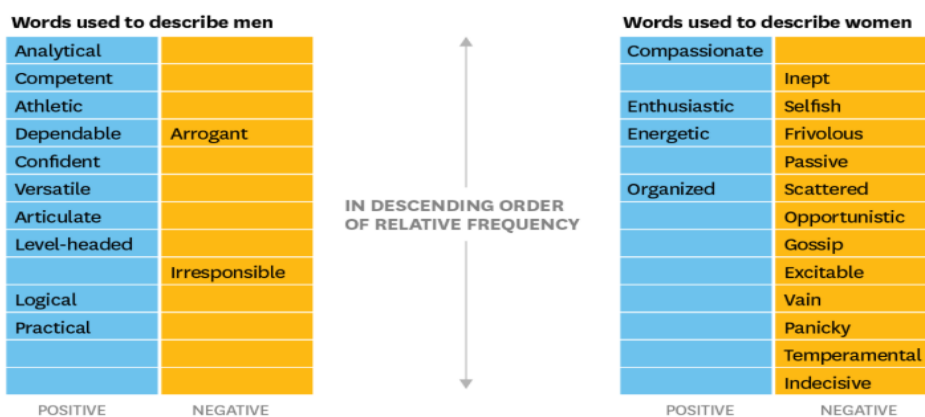 Words used to describe men
Analytical
Competent
Athletic
Dependable Arrogant
Confident
Versatile
Articulate
Level-headed
Irresponsible
Logical
Practical
POSITIVE NEGATIVE
IN DESCENDING ORDER
OF RELATIVE FREQUENCY
Words used to describe women
Compassionate
Inept
Enthusiastic Selfish
Energetic Frivolous
Passive
Organized Scattered
Opportunistic
Gossip
Excitable
Vain
Panicky
Temperamental
Indecisive
POSITIVE NEGATIVE